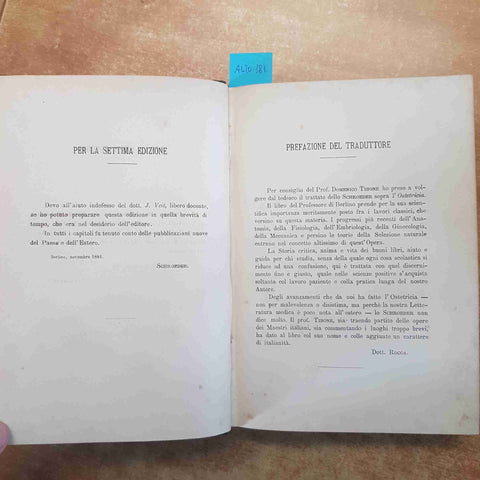 ALTO 181
PER LA SETTIMA EDIZIONE
Devo all'aiuto indefesso del dott. J. Veit, libero docente,
se ho potuto preparare questa edizione in quella brevità di
tempo, che era nel desiderio dell'editore.
In tutti i capitoli fu tenuto conto delle pubblicazioni nuove
del Paese e dell'Estero.
Berlino, novembre 1881.
SCHROEDER.
PREFAZIONE DEL TRADUTTORE
Per consiglio del Prof. DOMENICO TIBONE ho preso a vol-
gere dal tedesco il trattato dello SCHROEDER sopra l'Ostetricia.
Il libro del Professore di Berlino prende per la sua scien-
tifica importanza meritamente posto fra i lavori classici, che
versino su questa materia. I progressi più recenti dell'Ana-
tomia, della Fisiologia, dell'Embriologia, della Ginecologia,
della Meccanica e persino le teorie della Selezione naturale
entrano nel concetto altissimo di quest'Opera.
La Storia critica, anima e vita dei buoni libri, aiuto e
guida per chi studia, senza della quale ogni cosa scolastica si
riduce ad una confusione, qui è trattata con quel discerni-
mento fino e giusto, quale nelle scienze positive s'acquista
soltanto col lavoro paziente e colla pratica lunga del nostro
Autore.
Degli avanzamenti che da noi ha fatto l'Ostetricia —
non per malevolenza o disistima, ma perchè la nostra Lette-
ratura medica è poco nota all'estero — lo SCHROEDER non
dice molto. Il prof. TIBONE, sia traendo partito delle opere
dei Maestri italiani, sia commentando i luoghi troppo brevi,
ha dato al libro col suo nome e colle aggiunte un carattere
di italianità.
Dott. ROCCA.